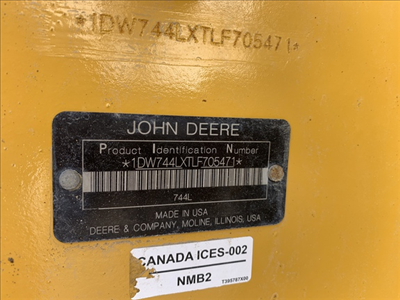 *1DW744LXTLF705471*
JOHN DEERE
Product Identification Number
*1DW744LXTLF705471*
744L
MADE IN USA
DEERE & COMPANY, MOLINE, ILLINOIS, USA
CANADA ICES-002
NMB2